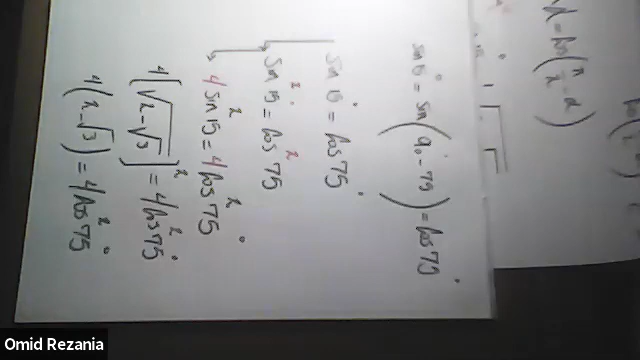 sin 15° = sin(90° - 75°) = cos 75°
sin 15° = cos 75°
sin² 15° = cos² 75°
4 sin² 15 = 4 cos² 75°
4[√2-√3]² = 4 cos² 75°
4(2-√3) = 4 cos² 75°
Omid Rezania